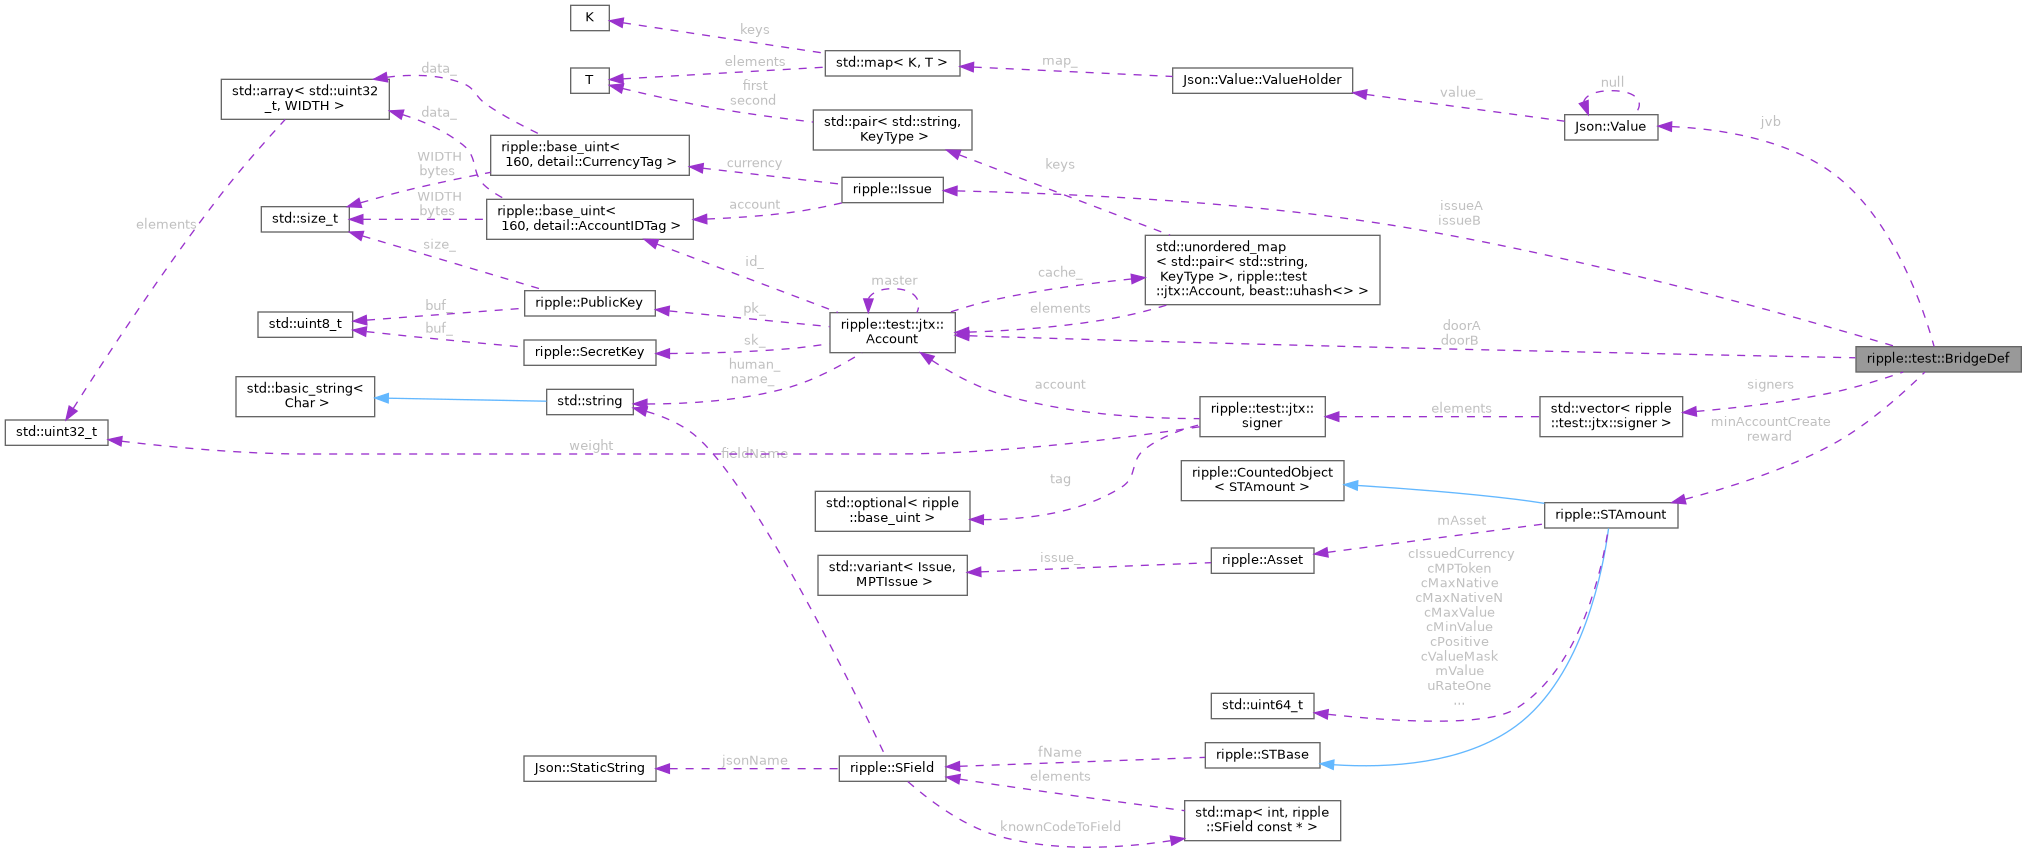 K
keys
std::map< K, T >
elements
map_
T
Json::Value::ValueHolder
null
value_
data_
first
second
std::array< std::uint32
_t, WIDTH >
std::pair< std::string,
KeyType >
Json::Value
jvb
data_
ripple::base_uint<
160, detail::CurrencyTag >
WIDTH
bytes
currency
keys
ripple::Issue
WIDTH
bytes
account
issueA
issueB
std::size_t
ripple::base_uint<
160, detail::AccountIDTag >
elements
size_
id_
std::unordered_map
< std::pair< std::string,
KeyType >, ripple::test
::jtx::Account, beast::uhash<> >
master
cache_
ripple::PublicKey
buf_
pk_
elements
std::uint8_t
buf_
ripple::test::jtx::
Account
doorA
doorB
sk_
ripple::SecretKey
ripple::test::BridgeDef
human_
name_
std::basic_string<
Char >
std::string
account
signers
ripple::test::jtx::
signer
elements
std::vector< ripple
::test::jtx::signer >
minAccountCreate
reward
std::uint32_t
weight
fieldName
ripple::CountedObject
< STAmount >
tag
std::optional< ripple
::base_uint >
ripple::STAmount
mAsset
std::variant< Issue,
MPTIssue >
issue_
ripple::Asset
cIssuedCurrency
cMPToken
cMaxNative
cMaxNativeN
cMaxValue
cMinValue
cPositive
cValueMask
mValue
uRateOne
...
std::uint64_t
fName
ripple::STBase
Json::StaticString
jsonName
ripple::SField
elements
std::map< int, ripple
::SField const * >
knownCodeToField